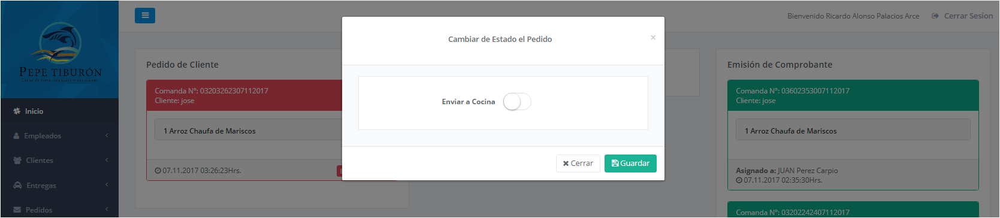 Bienvenido Ricardo Alonso Palacios Arce
Cerrar Sesion
PEPE TIBURÓN
Inicio
Empleados
Clientes
Entregas
Pedidos
Pedido de Cliente
Comanda N°: 03203262307112017
Cliente: jose
1 Arroz Chaufa de Mariscos
07.11.2017 03:26:23Hrs.
Cambiar de Estado el Pedido
×
Enviar a Cocina
Cerrar
Guardar
Emisión de Comprobante
Comanda N°: 03602353007112017
Cliente: jose
1 Arroz Chaufa de Mariscos
Asignado a: JUAN Perez Carpio
07.11.2017 02:35:30Hrs.
Comanda N°: 03202242407112017